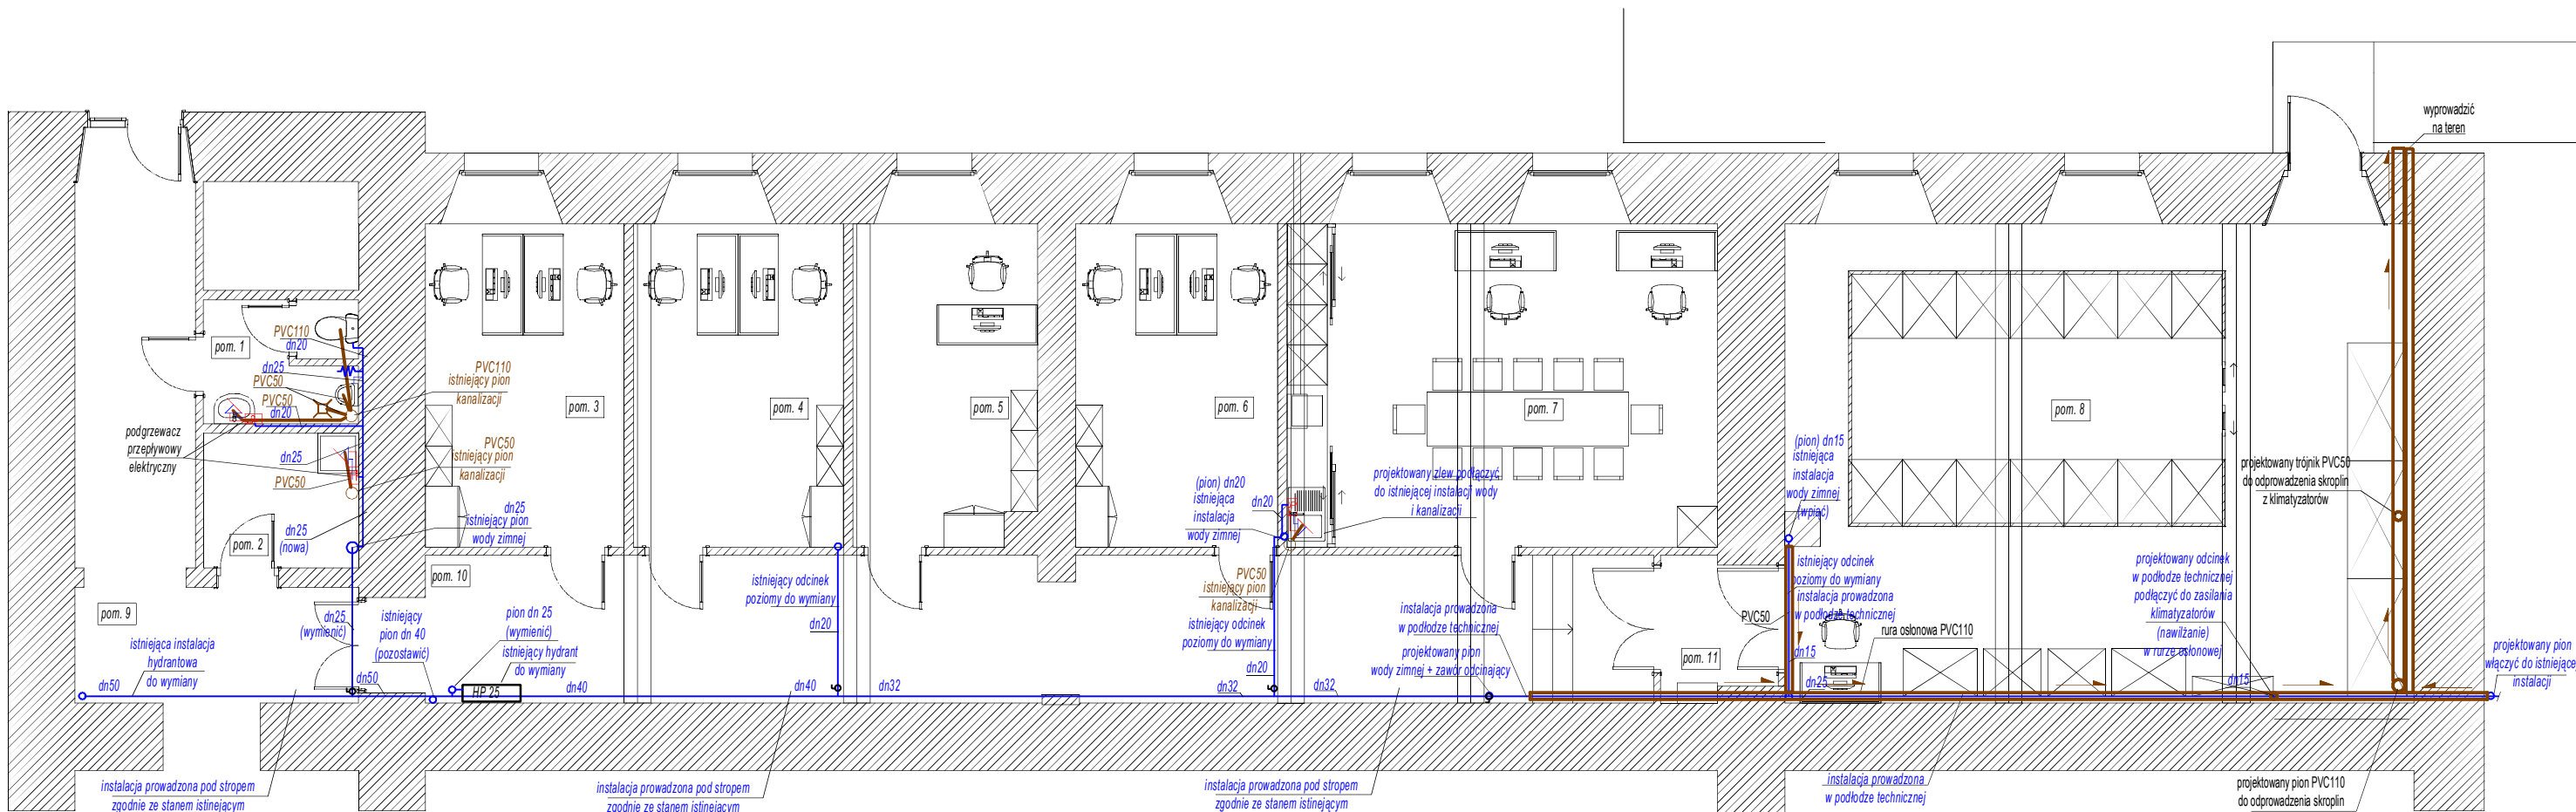 wyprowadzić
na teren
PVC110
dn20
pom. 1
dn25
PVC50
PVC50
dn20
podgrzewacz
przepływowy
elektryczny
dn25
PVC50
dn25
(nowa)
pom. 2
PVC110
istniejący pion
kanalizacji
PVC50
istniejący pion
kanalizacji
dn25
istniejący pion
wody zimnej
pom. 3
pom. 4
pom. 5
pom. 6
pom. 7
pom. 8
(pion) dn20
istniejąca
instalacja
wody zimnej
dn20
projektowany zlew podłączyć
do istniejącej instalacji wody
i kanalizacji
(pion) dn15
istniejąca
instalacja
wody zimnej
(wpiąć)
projektowany trójnik PVC50
do odprowadzenia skroplin
z klimatyzatorów
pom. 9
pom. 10
istniejąca instalacja
hydrantowa
do wymiany
dn50
dn25
(wymienić)
dn50
istniejący
pion dn 40
(pozostawić)
pion dn 25
(wymienić)
istniejący hydrant
do wymiany
HP 25
dn40
istniejący odcinek
poziomy do wymiany
dn20
dn40
dn32
PVC50
istniejący pion
kanalizacji
istniejący odcinek
poziomy do wymiany
dn20
dn32
dn32
instalacja prowadzona
w podłodze technicznej
projektowany pion
wody zimnej + zawór odcinający
pom. 11
PVC50
istniejący odcinek
poziomy do wymiany
instalacja prowadzona
w podłodze technicznej
dn15
dn25
rura osłonowa PVC110
projektowany odcinek
w podłodze technicznej
podłączyć do zasilania
klimatyzatorów
(nawilżanie)
w rurze osłonowej
dn15
projektowany pion
włączyć do istniejące
instalacji
instalacja prowadzona pod stropem
zgodnie ze stanem istinejącym
instalacja prowadzona pod stropem
zgodnie ze stanem istinejącym
instalacja prowadzona pod stropem
zgodnie ze stanem istinejącym
instalacja prowadzona
w podłodze technicznej
projektowany pion PVC110
do odprowadzenia skroplin